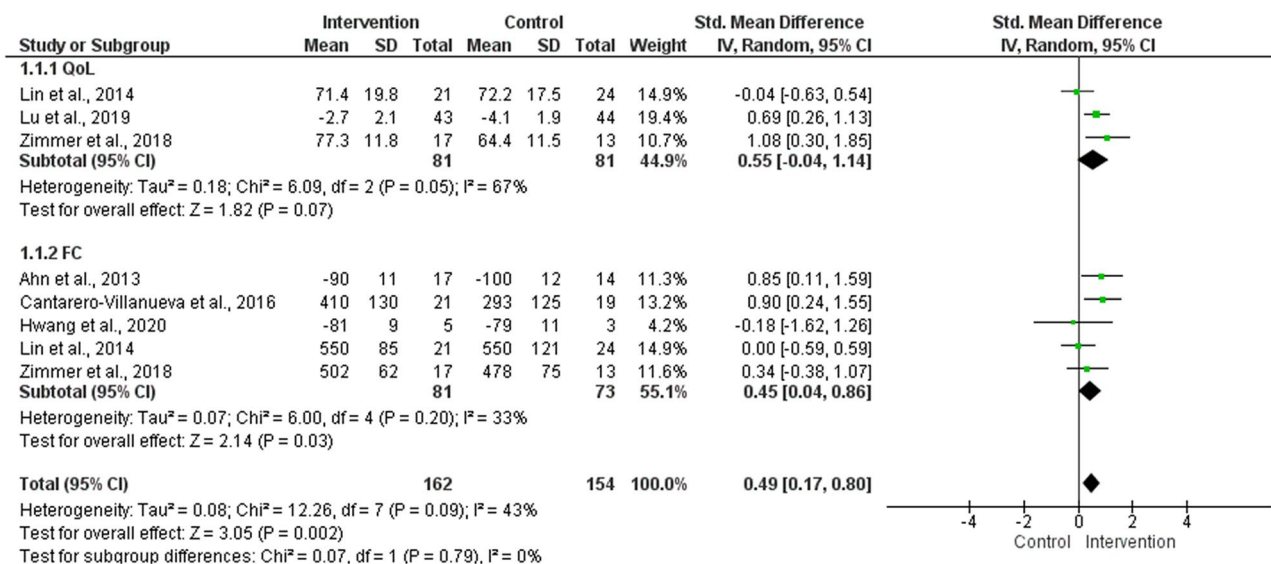 Intervention Control Std. Mean Difference Std. Mean Difference
Study or Subgroup Mean SD Total Mean SD Total Weight IV, Random, 95% CI IV, Random, 95% CI
1.1.1 QoL
Lin et al., 2014 71.4 19.8 21 72.2 17.5 24 14.9% -0.04 [-0.63, 0.54]
Lu et al., 2019 -2.7 2.1 43 -4.1 1.9 44 19.4% 0.69 [0.26, 1.13]
Zimmer et al., 2018 77.3 11.8 17 64.4 11.5 13 10.7% 1.08 [0.30, 1.85]
Subtotal (95% CI) 81 81 44.9% 0.55 [-0.04, 1.14]
Heterogeneity: Tau² = 0.18; Chi² = 6.09, df = 2 (P = 0.05); I² = 67%
Test for overall effect: Z = 1.82 (P = 0.07)
1.1.2 FC
Ahn et al., 2013 -90 11 17 -100 12 14 11.3% 0.85 [0.11, 1.59]
Cantarero-Villanueva et al., 2016 410 130 21 293 125 19 13.2% 0.90 [0.24, 1.55]
Hwang et al., 2020 -81 9 5 -79 11 3 4.2% -0.18 [-1.62, 1.26]
Lin et al., 2014 550 85 21 550 121 24 14.9% 0.00 [-0.59, 0.59]
Zimmer et al., 2018 502 62 17 478 75 13 11.6% 0.34 [-0.38, 1.07]
Subtotal (95% CI) 81 73 55.1% 0.45 [0.04, 0.86]
Heterogeneity: Tau² = 0.07; Chi² = 6.00, df = 4 (P = 0.20); I² = 33%
Test for overall effect: Z = 2.14 (P = 0.03)
Total (95% CI) 162 154 100.0% 0.49 [0.17, 0.80]
Heterogeneity: Tau² = 0.08; Chi² = 12.26, df = 7 (P = 0.09); I² = 43%
Test for overall effect: Z = 3.05 (P = 0.002)
Test for subgroup differences: Chi² = 0.07, df = 1 (P = 0.79), I² = 0%
-4 -2 0 2 4
Control Intervention